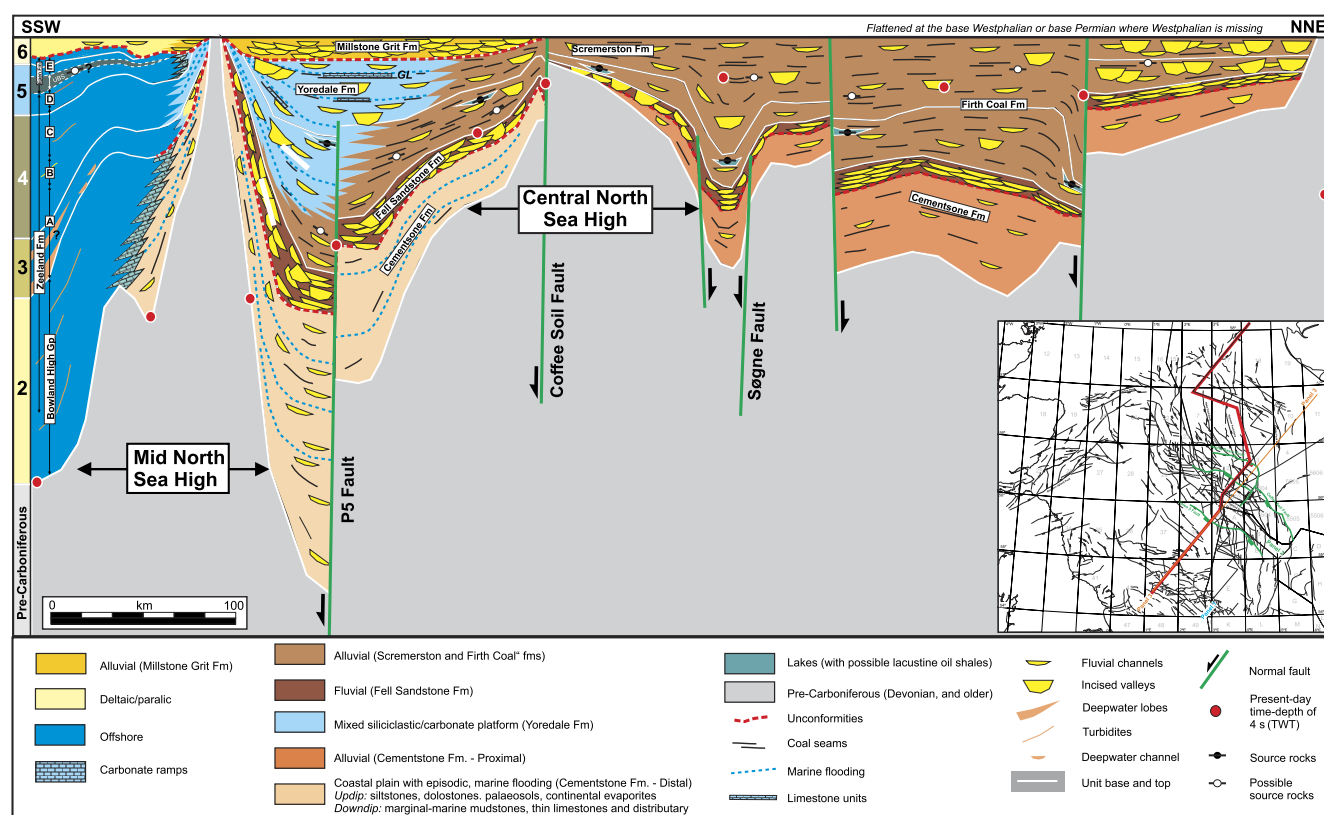 SSW
Flattened at the base Westphalian or base Permian where Westphalian is missing
NNE
6
5
4
3
2
Pre-Carboniferous
E
UBS
?
D
C
B
A
?
Zeeland Fm
Bowland High Gp
Millstone Grit Fm
GL
Yoredale Fm
Fell Sandstone Fm
Cementsone Fm
Scremerston Fm
Firth Coal Fm
Cementsone Fm
Central North
Sea High
Mid North
Sea High
P5 Fault
Coffee Soil Fault
Søgne Fault
0 km 100
Alluvial (Millstone Grit Fm)
Deltaic/paralic
Offshore
Carbonate ramps
Alluvial (Scremerston and Firth Coal“ fms)
Fluvial (Fell Sandstone Fm)
Mixed siliciclastic/carbonate platform (Yoredale Fm)
Alluvial (Cementstone Fm. - Proximal)
Coastal plain with episodic, marine flooding (Cementstone Fm. - Distal)
Updip: siltstones, dolostones. palaeosols, continental evaporites
Downdip: marginal-marine mudstones, thin limestones and distributary
Lakes (with possible lacustine oil shales)
Pre-Carboniferous (Devonian, and older)
Unconformities
Coal seams
Marine flooding
Limestone units
Fluvial channels
Incised valleys
Deepwater lobes
Turbidites
Deepwater channel
Unit base and top
Normal fault
Present-day
time-depth of
4 s (TWT)
Source rocks
Possible
source rocks